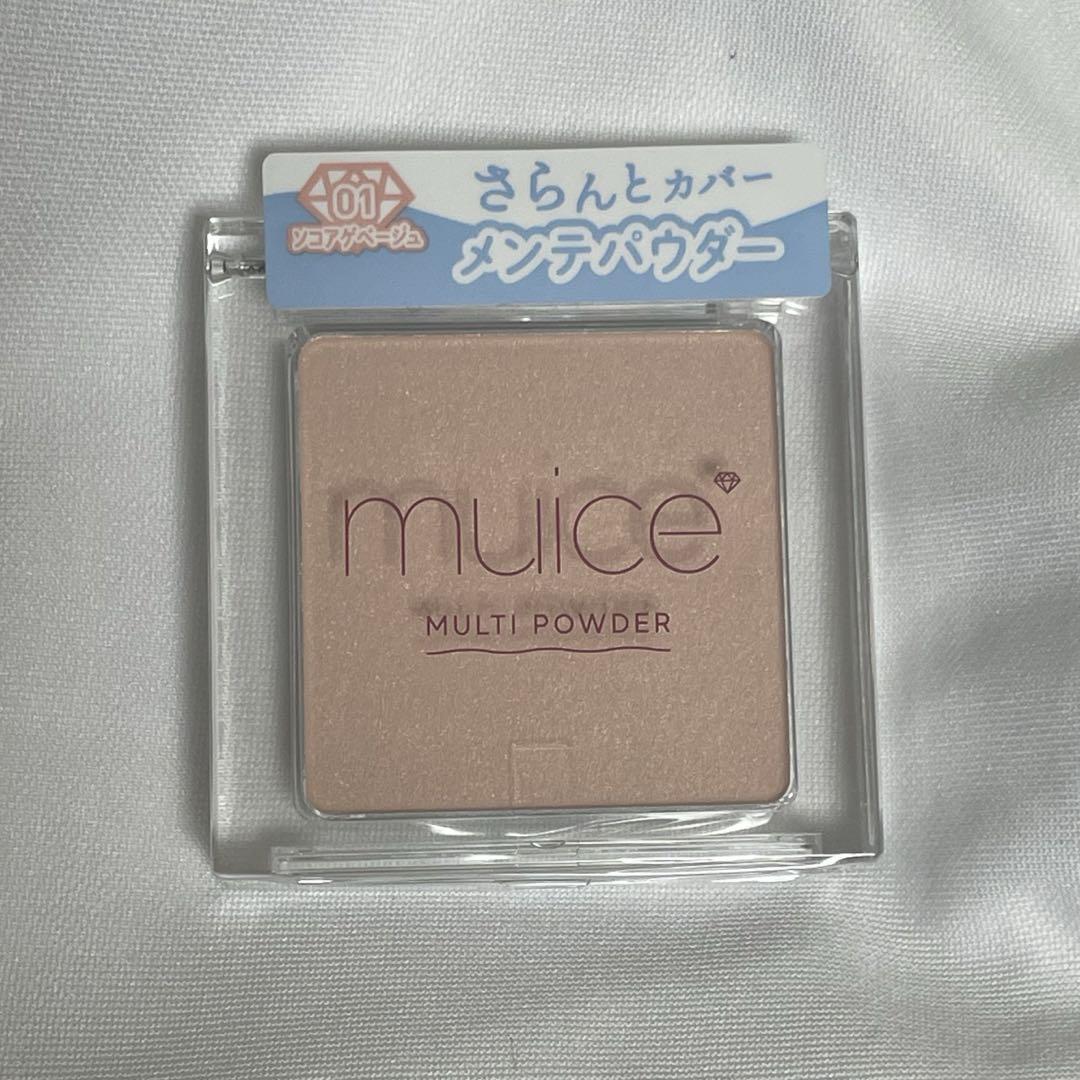 01
ソコアゲベージュ
さらんとカバー
メンテパウダー
muice
MULTI POWDER